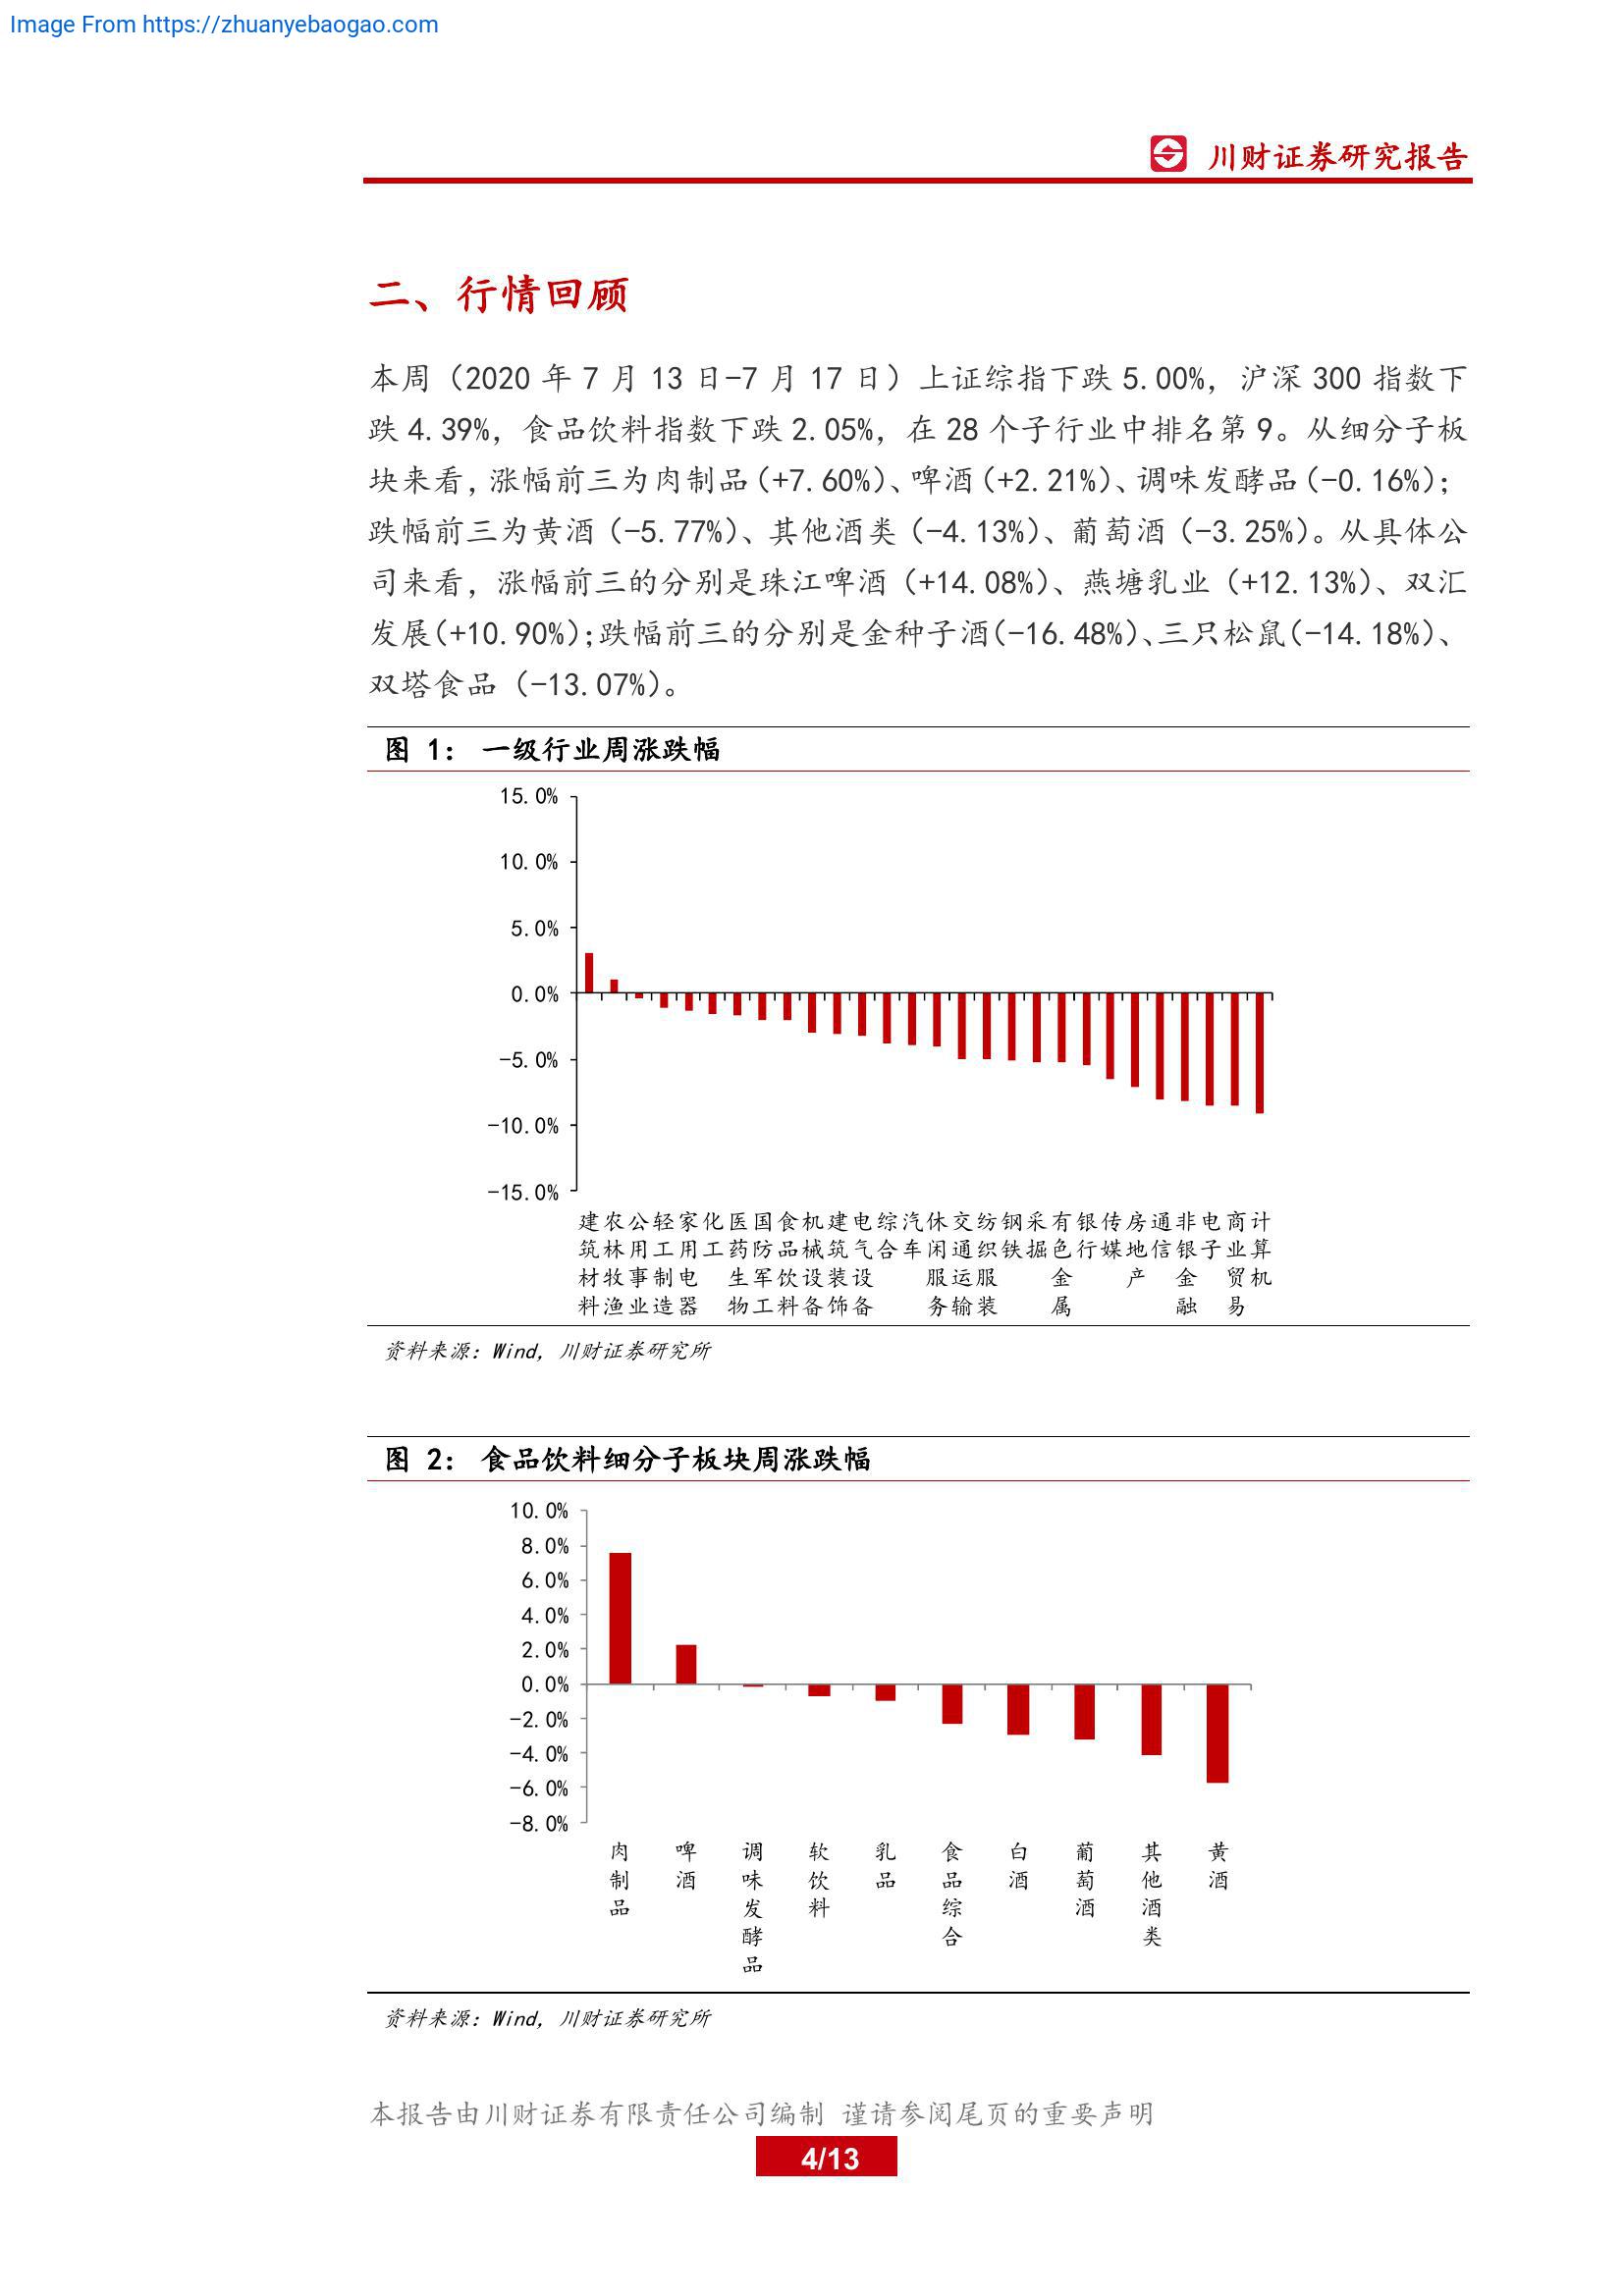 Image From https://zhuanyebaogao.com
川财证券研究报告
二、行情回顾
本周（2020 年 7 月 13 日-7 月 17 日）上证综指下跌 5.00%，沪深 300 指数下
跌 4.39%，食品饮料指数下跌 2.05%，在 28 个子行业中排名第 9。从细分子板
块来看，涨幅前三为肉制品（+7.60%）、啤酒（+2.21%）、调味发酵品（-0.16%）；
跌幅前三为黄酒（-5.77%）、其他酒类（-4.13%）、葡萄酒（-3.25%）。从具体公
司来看，涨幅前三的分别是珠江啤酒（+14.08%）、燕塘乳业（+12.13%）、双汇
发展（+10.90%）；跌幅前三的分别是金种子酒（-16.48%）、三只松鼠（-14.18%）、
双塔食品（-13.07%）。
图 1： 一级行业周涨跌幅
15.0%
10.0%
5.0%
0.0%
-5.0%
-10.0%
-15.0%
建筑材料
农林牧渔
公用事业
轻工制造
家用电器
化工
医药生物
国防军工
食品饮料
机械设备
建筑装饰
电气设备
综合
汽车
休闲服务
交通运输
纺织服装
钢铁
采掘
有色金属
银行
传媒
房地产
通信
非银金融
电子
商业贸易
计算机
资料来源：Wind，川财证券研究所
图 2： 食品饮料细分子板块周涨跌幅
10.0%
8.0%
6.0%
4.0%
2.0%
0.0%
-2.0%
-4.0%
-6.0%
-8.0%
肉制品
啤酒
调味发酵品
软饮料
乳品
食品综合
白酒
葡萄酒
其他酒类
黄酒
资料来源：Wind，川财证券研究所
本报告由川财证券有限责任公司编制 谨请参阅尾页的重要声明
4/13